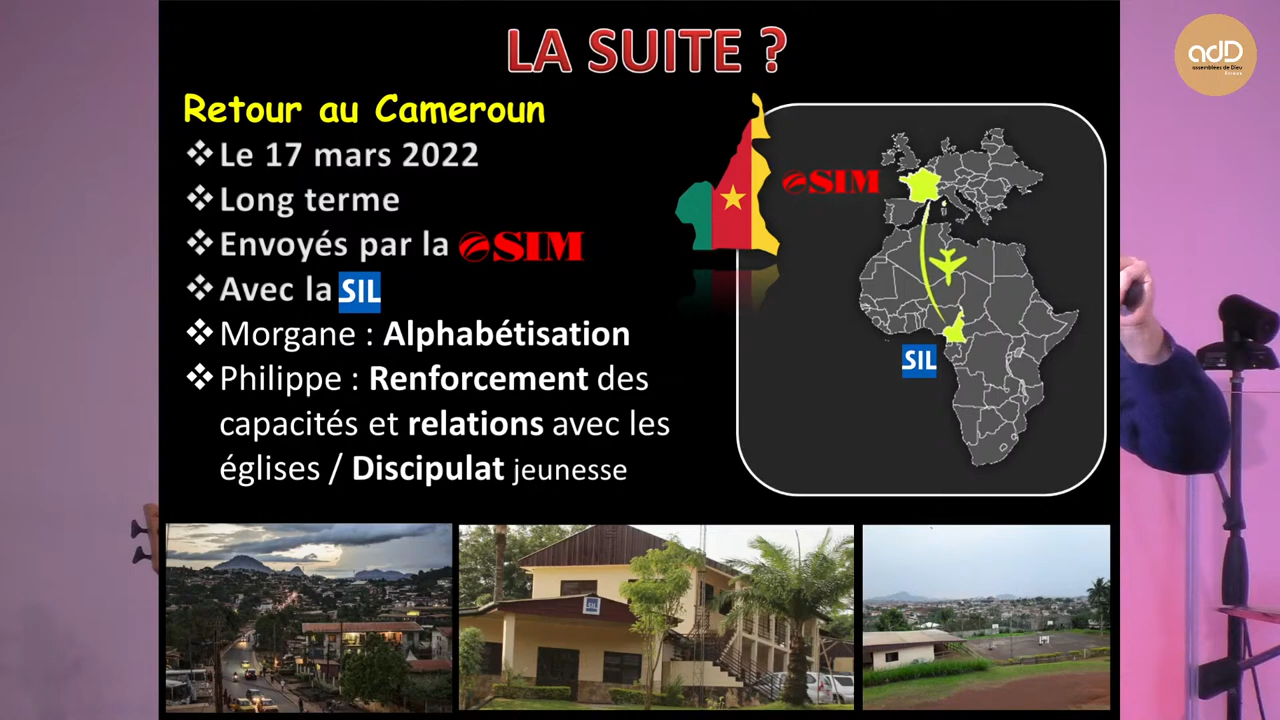 LA SUITE ?
adD
assemblées de Dieu
Retour au Cameroun
❖Le 17 mars 2022
❖Long terme
❖Envoyés par la SIM
❖Avec la SIL
❖Morgane : Alphabétisation
❖Philippe : Renforcement des
capacités et relations avec les
églises / Discipulat jeunesse
SIM
SIL
SIL